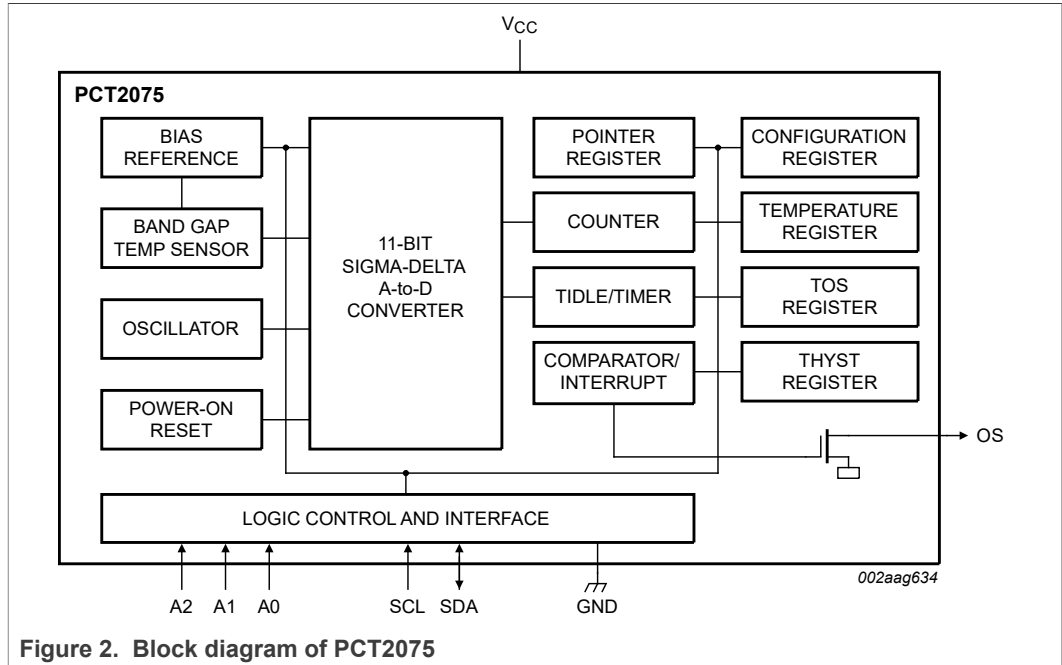 VCC
PCT2075
BIAS
REFERENCE
BAND GAP
TEMP SENSOR
OSCILLATOR
POWER-ON
RESET
11-BIT
SIGMA-DELTA
A-to-D
CONVERTER
POINTER
REGISTER
COUNTER
TIDLE/TIMER
COMPARATOR/
INTERRUPT
CONFIGURATION
REGISTER
TEMPERATURE
REGISTER
TOS
REGISTER
THYST
REGISTER
OS
LOGIC CONTROL AND INTERFACE
A2 A1 A0 SCL SDA GND
002aag634
Figure 2. Block diagram of PCT2075